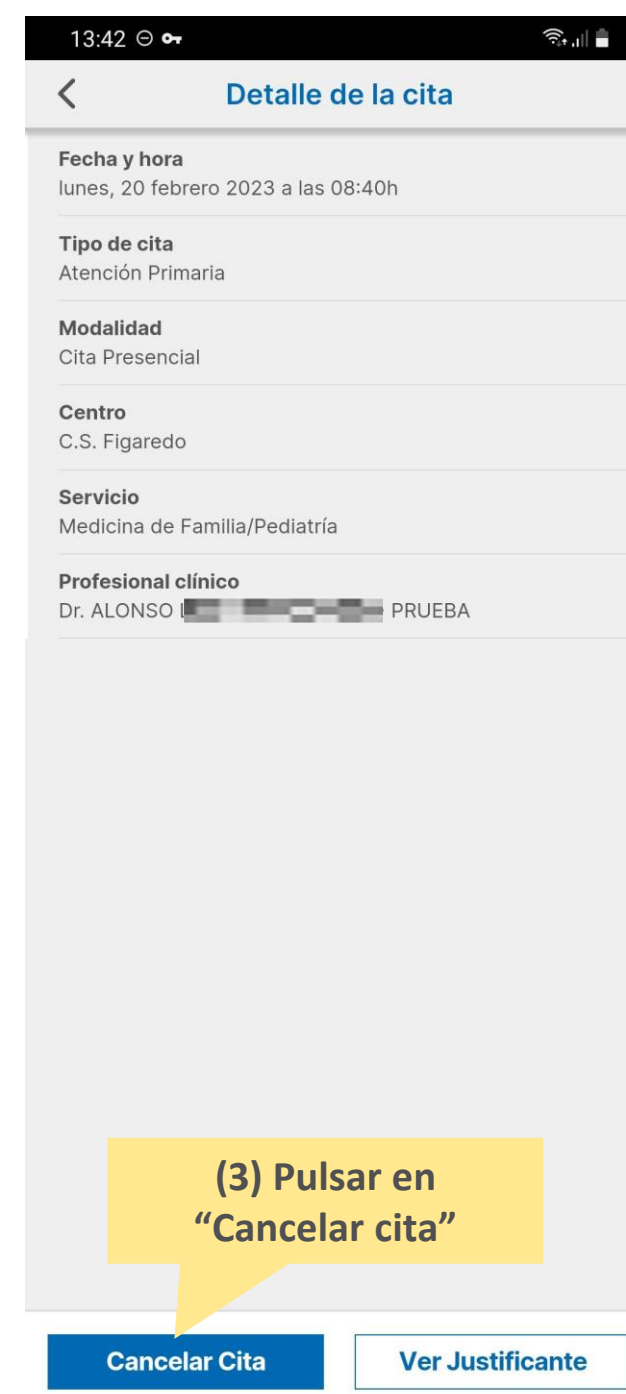 13:42
Detalle de la cita
Fecha y hora
lunes, 20 febrero 2023 a las 08:40h
Tipo de cita
Atención Primaria
Modalidad
Cita Presencial
Centro
C.S. Figaredo
Servicio
Medicina de Familia/Pediatría
Profesional clínico
Dr. ALONSO PRUEBA
(3) Pulsar en
“Cancelar cita”
Cancelar Cita
Ver Justificante